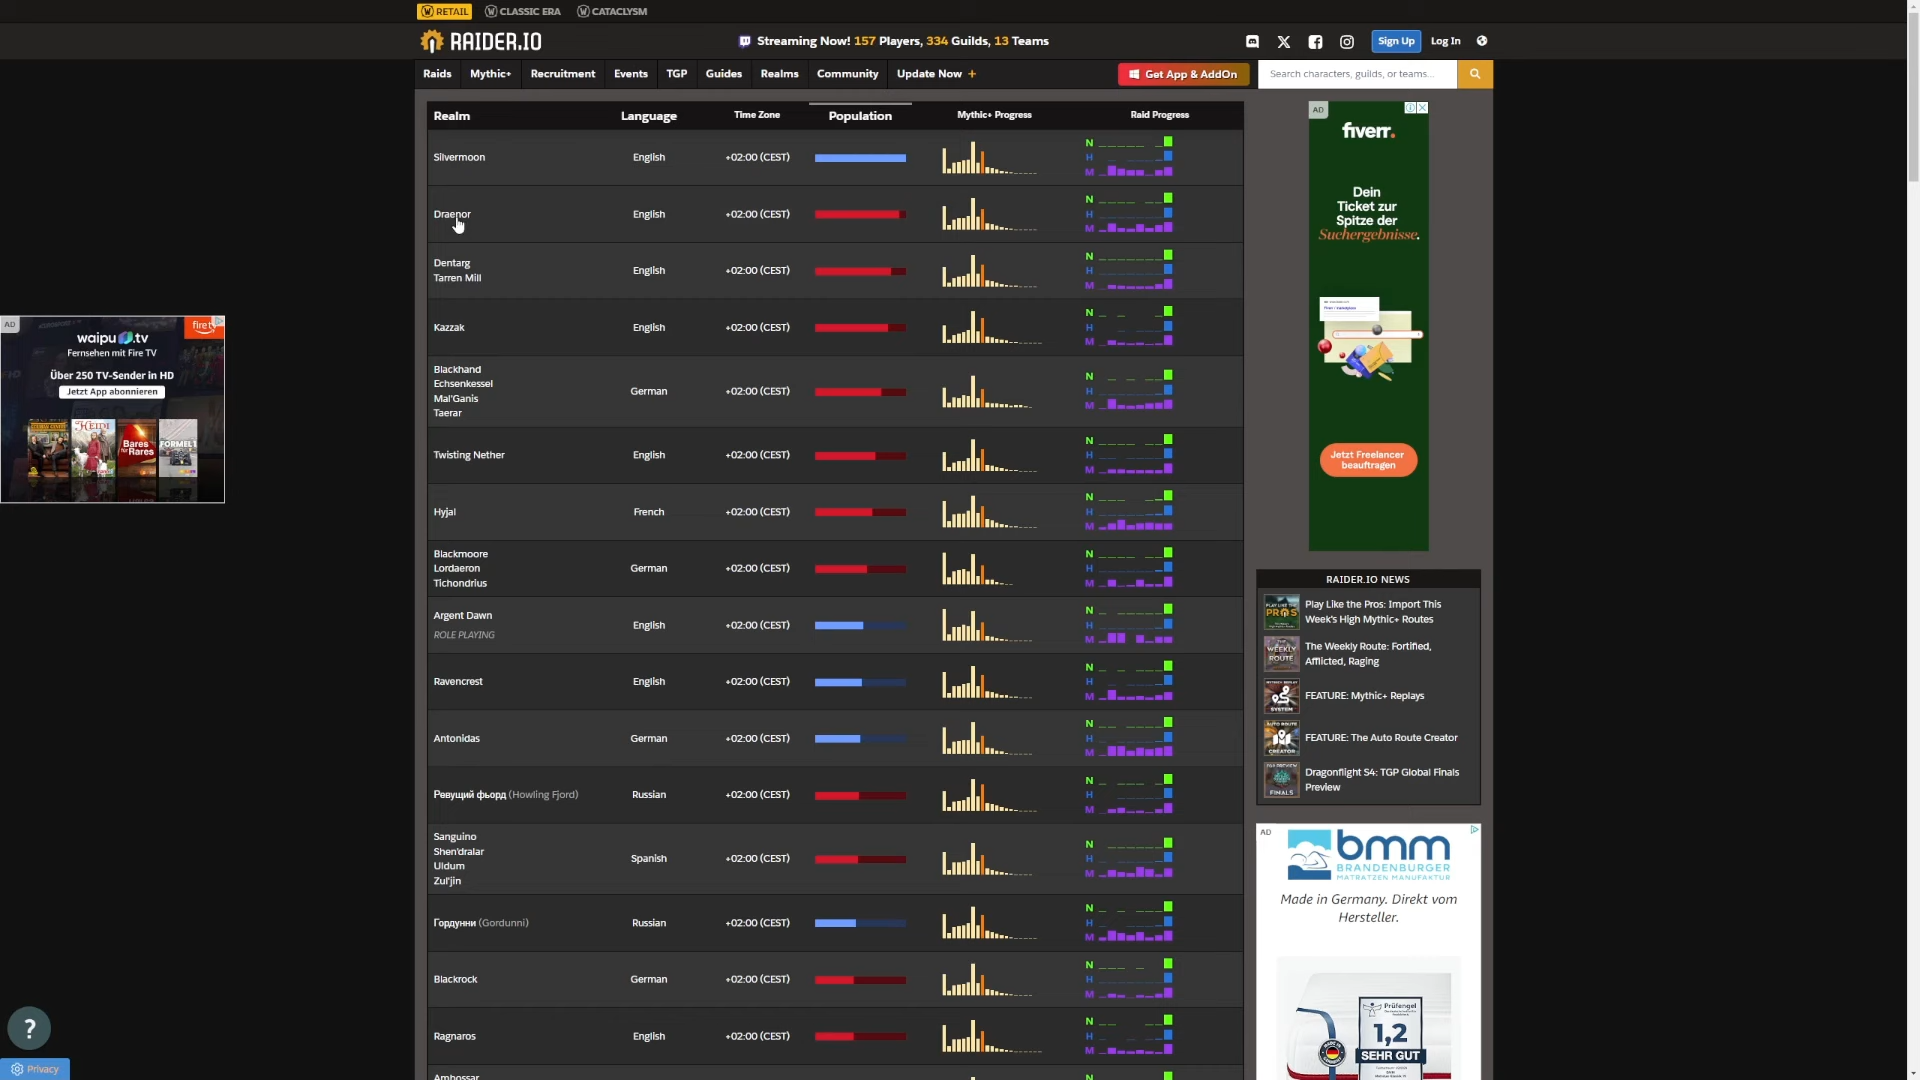 RETAIL CLASSIC ERA CATACLYSM
RAIDER.IO
Streaming Now! 157 Players, 334 Guilds, 13 Teams
Sign Up Log In
Raids Mythic+ Recruitment Events TGP Guides Realms Community Update Now +
Get App & AddOn
Search characters, guilds, or teams...
Realm Language Time Zone Population Mythic+ Progress Raid Progress
Silvermoon English +02:00 (CEST) N H M
Draenor English +02:00 (CEST) N H M
Dentarg
Tarren Mill
English +02:00 (CEST) N H M
Kazzak English +02:00 (CEST) N H M
Blackhand
Echsenkessel
Mal'Ganis
Taerar
German +02:00 (CEST) N H M
Twisting Nether English +02:00 (CEST) N H M
Hyjal French +02:00 (CEST) N H M
Blackmoore
Lordaeron
Tichondrius
German +02:00 (CEST) N H M
Argent Dawn
ROLE PLAYING
English +02:00 (CEST) N H M
Ravencrest English +02:00 (CEST) N H M
Antonidas German +02:00 (CEST) N H M
Ревущий фьорд (Howling Fjord) Russian +02:00 (CEST) N H M
Sanguino
Shen'dralar
Uldum
Zul'jin
Spanish +02:00 (CEST) N H M
Гордунни (Gordunni) Russian +02:00 (CEST) N H M
Blackrock German +02:00 (CEST) N H M
Ragnaros English +02:00 (CEST) N H M
Ambossar
AD
fiverr.
Dein
Ticket zur
Spitze der
Suchergebnisse.
Jetzt Freelancer
beauftragen
RAIDER.IO NEWS
Play Like the Pros: Import This
Week's High Mythic+ Routes
The Weekly Route: Fortified,
Afflicted, Raging
FEATURE: Mythic+ Replays
FEATURE: The Auto Route Creator
Dragonflight S4: TGP Global Finals
Preview
AD
bmm
BRANDENBURGER
MATRATZEN MANUFAKTUR
Made in Germany. Direkt vom
Hersteller.
Prüfengel
1,2
SEHR GUT
AD
waipu.tv
fire tv
Fernsehen mit Fire TV
Über 250 TV-Sender in HD
Jetzt App abonnieren
HEIDI
Bares
für
Rares
FORMEL1
?
Privacy